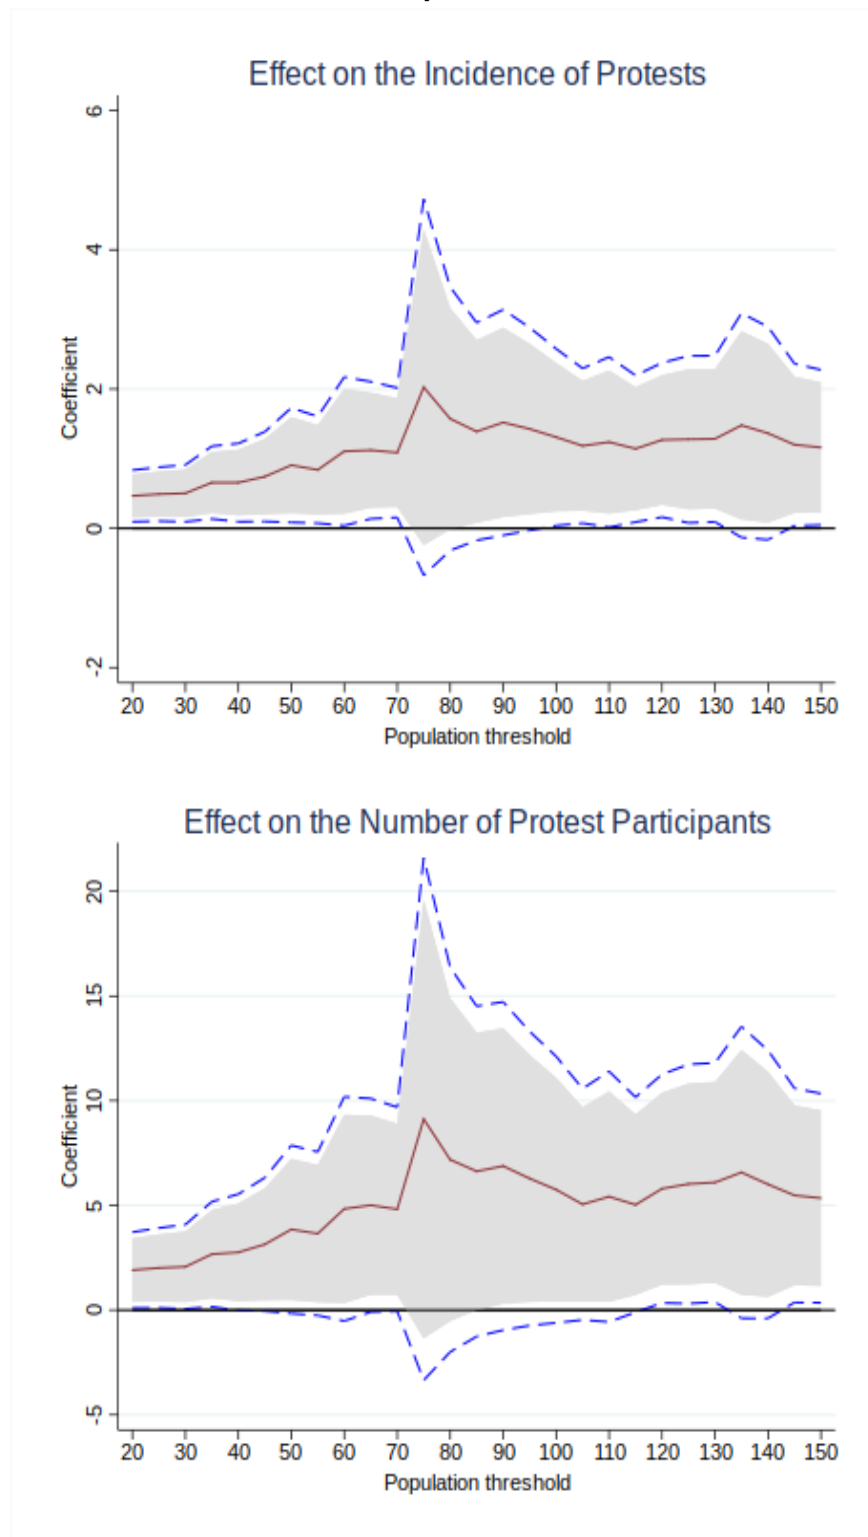 Effect on the Incidence of Protests
6
4
2
0
-2
Coefficient
20 30 40 50 60 70 80 90 100 110 120 130 140 150
Population threshold
Effect on the Number of Protest Participants
20
15
10
5
0
-5
Coefficient
20 30 40 50 60 70 80 90 100 110 120 130 140 150
Population threshold